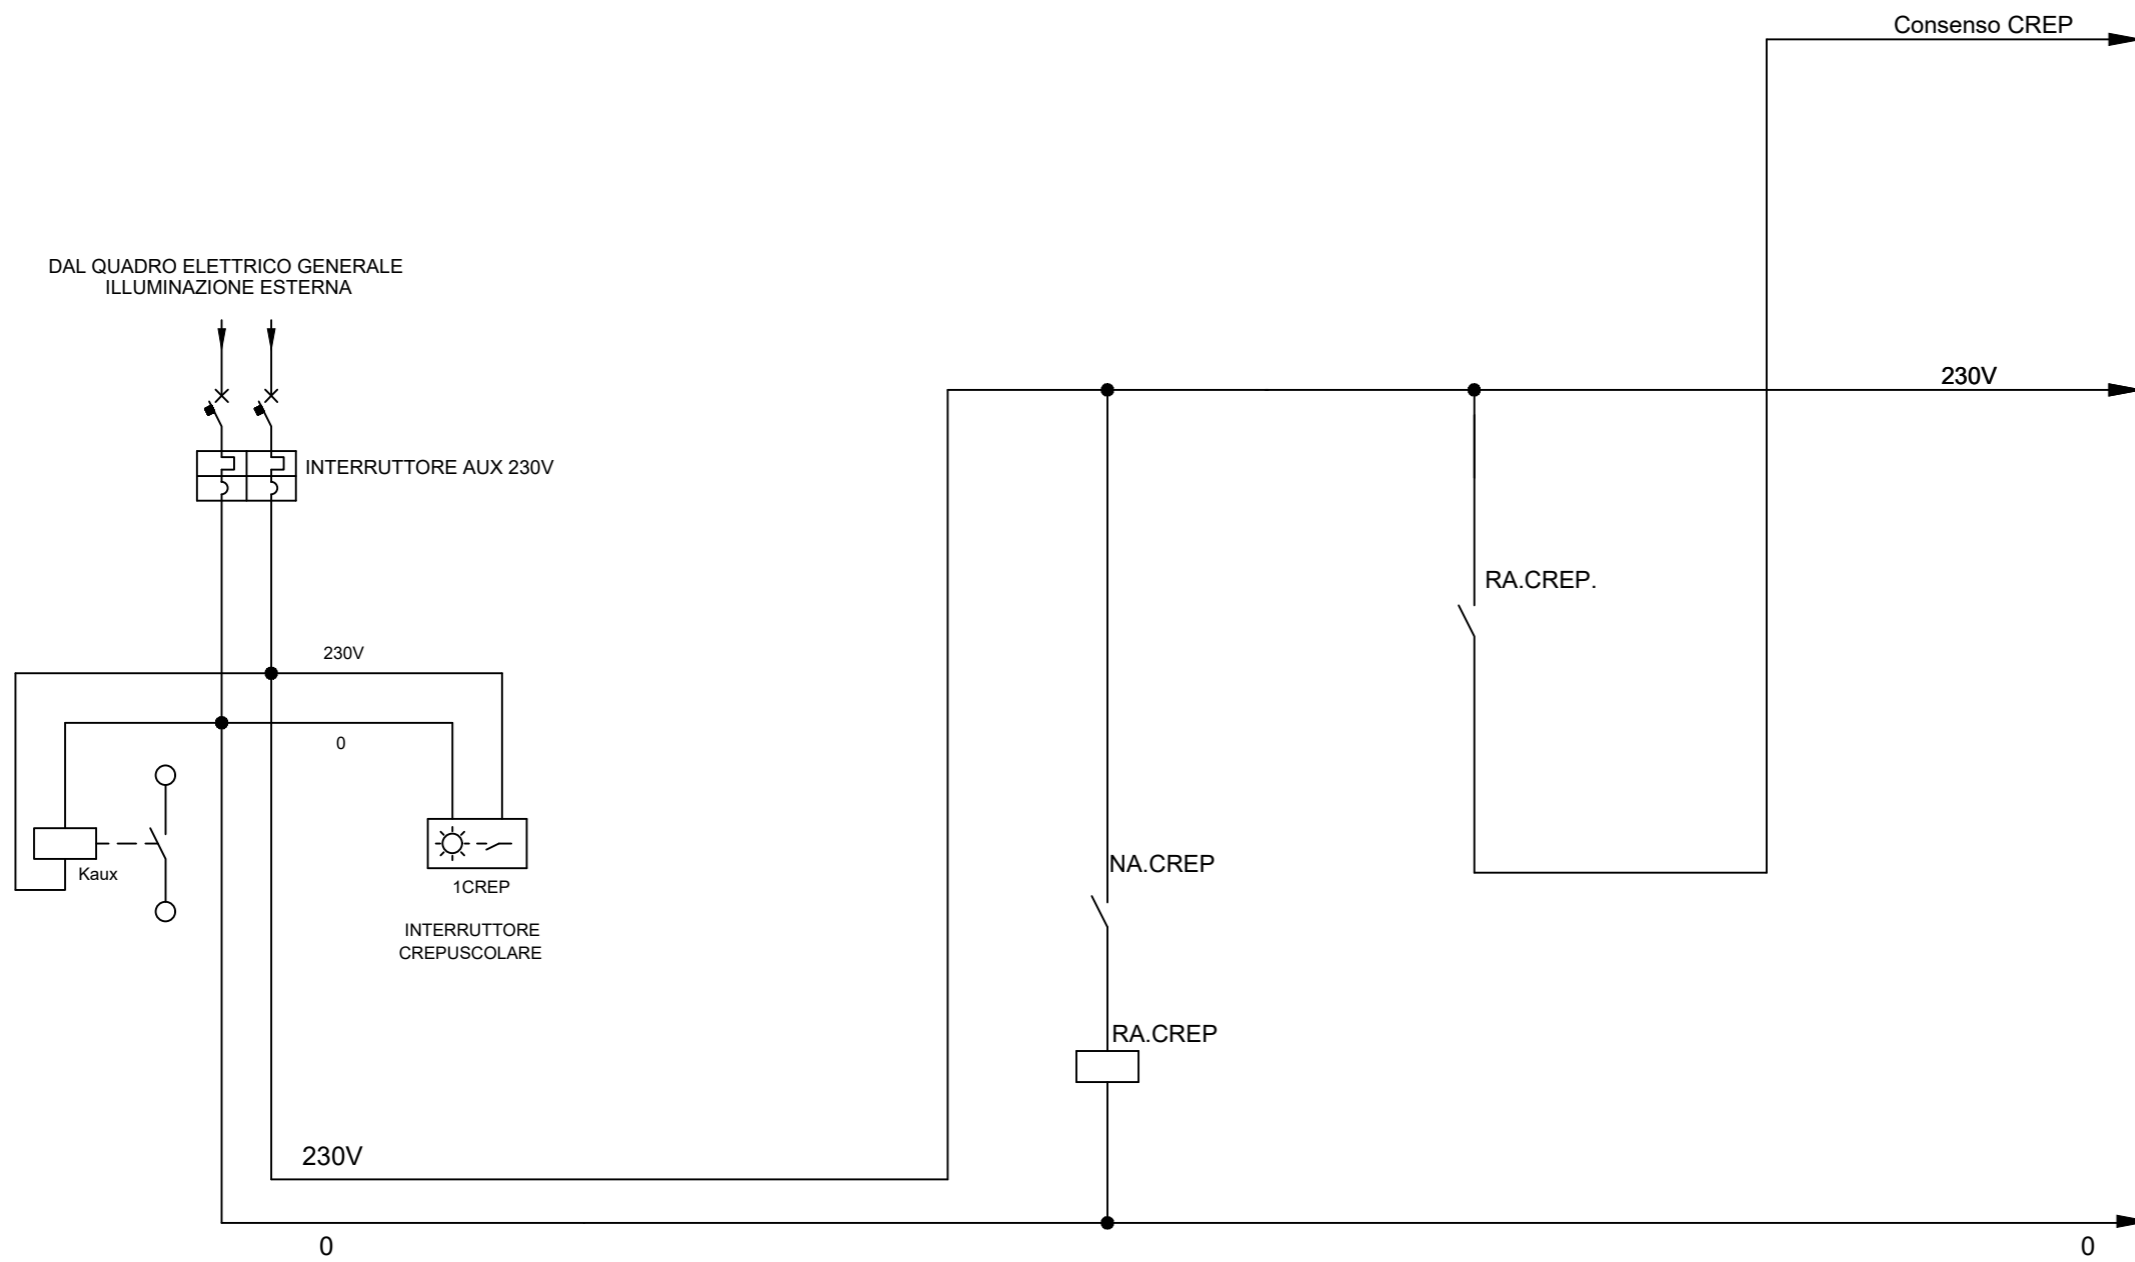 Consenso CREP
DAL QUADRO ELETTRICO GENERALE
ILLUMINAZIONE ESTERNA
230V
INTERRUTTORE AUX 230V
RA.CREP.
230V
0
NA.CREP
Kaux
1CREP
INTERRUTTORE
CREPUSCOLARE
RA.CREP
230V
0
0